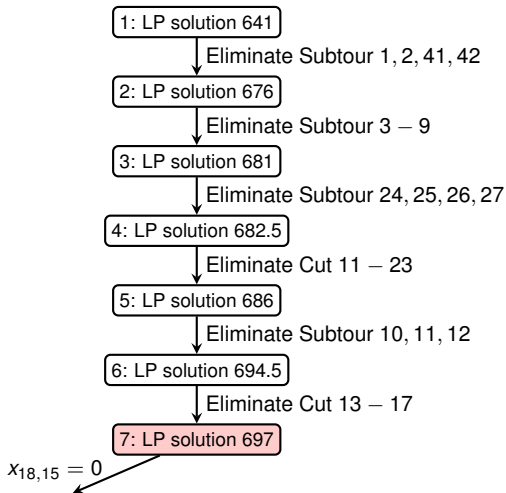 1: LP solution 641
Eliminate Subtour 1, 2, 41, 42
2: LP solution 676
Eliminate Subtour 3 − 9
3: LP solution 681
Eliminate Subtour 24, 25, 26, 27
4: LP solution 682.5
Eliminate Cut 11 − 23
5: LP solution 686
Eliminate Subtour 10, 11, 12
6: LP solution 694.5
Eliminate Cut 13 − 17
7: LP solution 697
x18,15 = 0